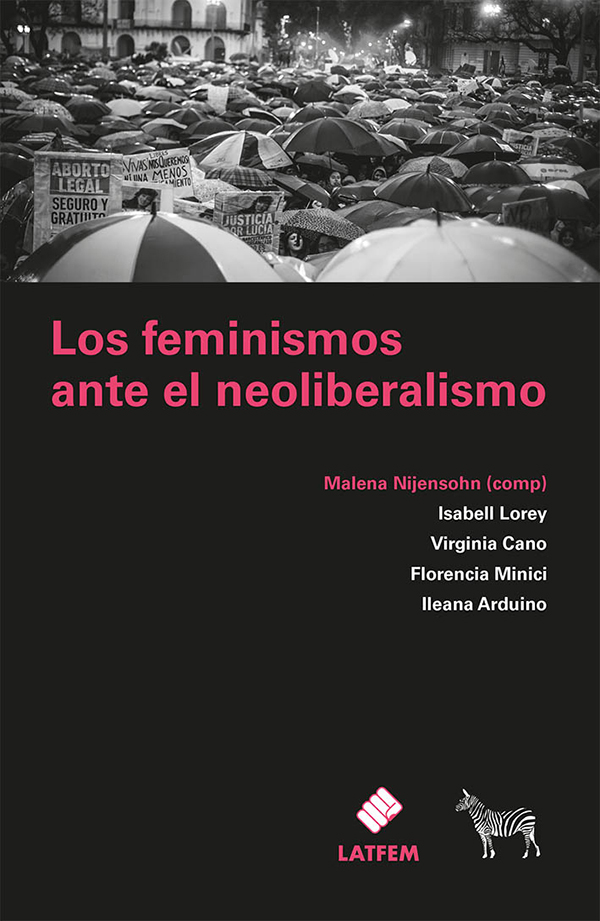 ABORTO
LEGAL
SEGURO Y
GRATUITO
VIVAS NOS QUEREMOS
NI UNA MENOS
JUSTICIA
POR LUCIA
Los feminismos
ante el neoliberalismo
Malena Nijensohn (comp)
Isabell Lorey
Virginia Cano
Florencia Minici
Ileana Arduino
LATFEM